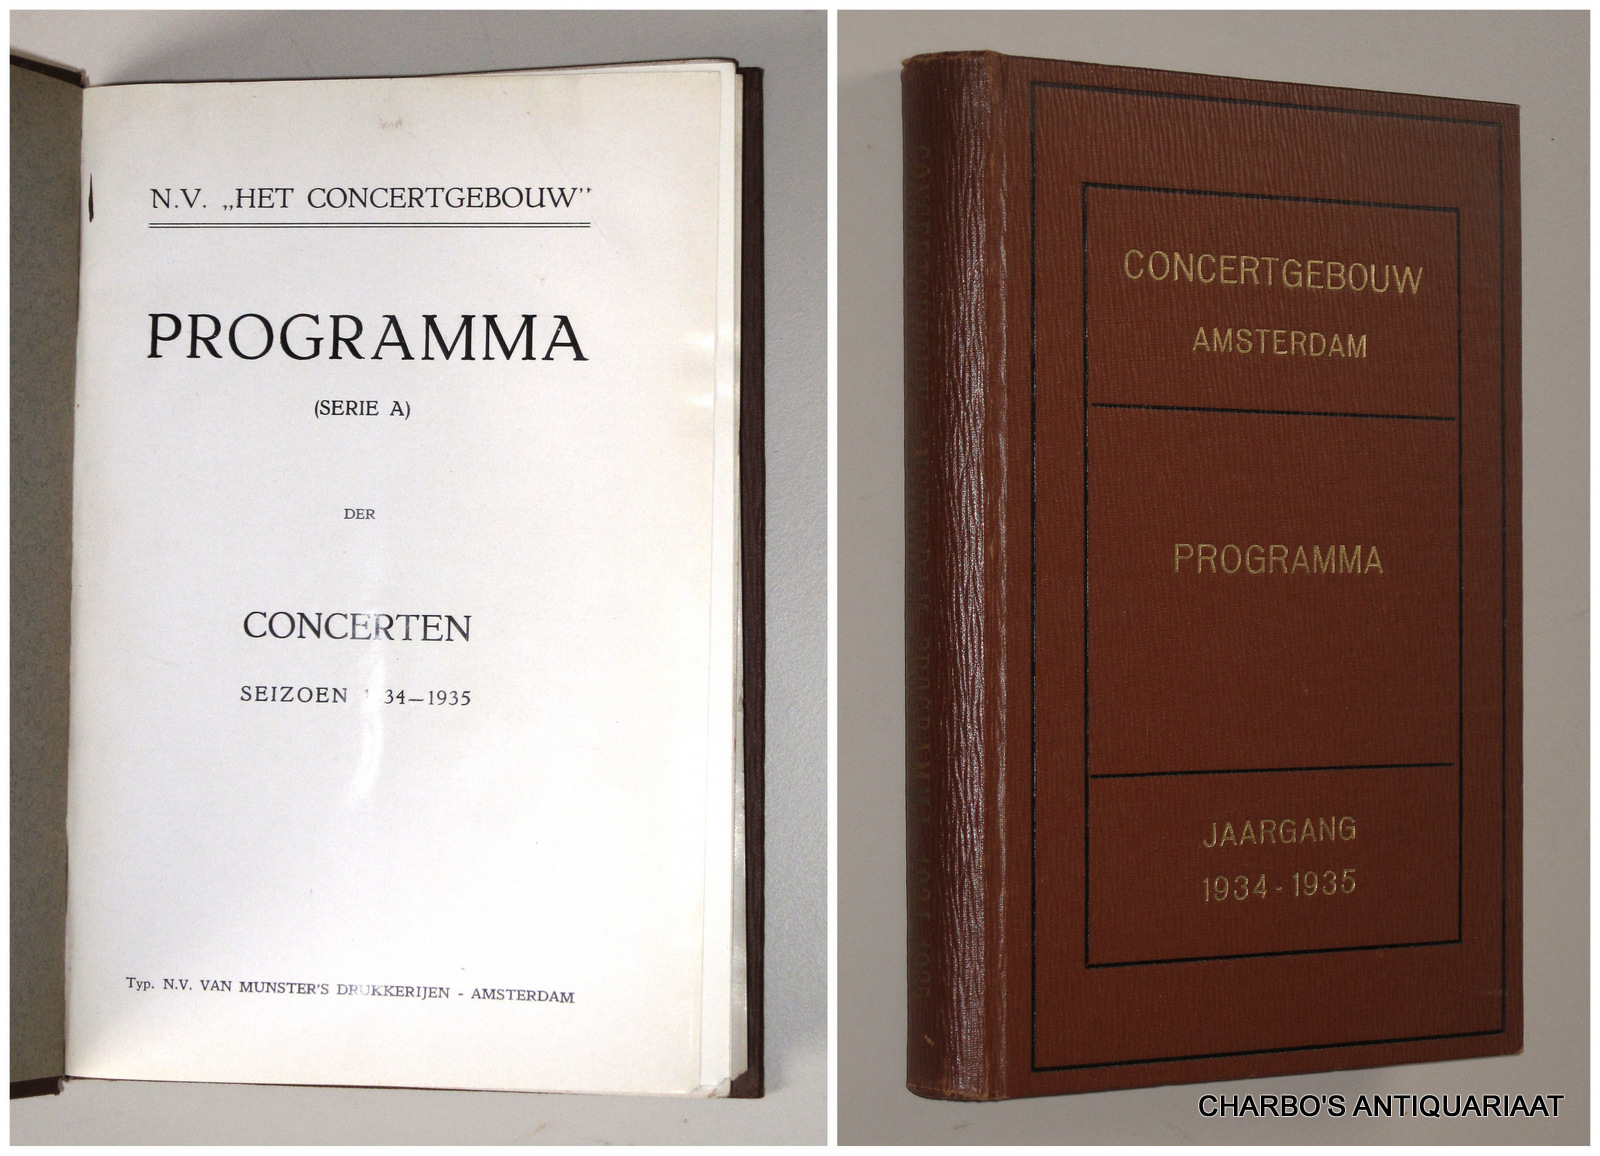 N.V. „HET CONCERTGEBOUW”
PROGRAMMA
(SERIE A)
DER
CONCERTEN
SEIZOEN 1 34—1935
Typ. N.V. VAN MUNSTER'S DRUKKERIJEN - AMSTERDAM
CONCERTGEBOUW
AMSTERDAM
PROGRAMMA
JAARGANG
1934-1935
CHARBO'S ANTIQUARIAAT